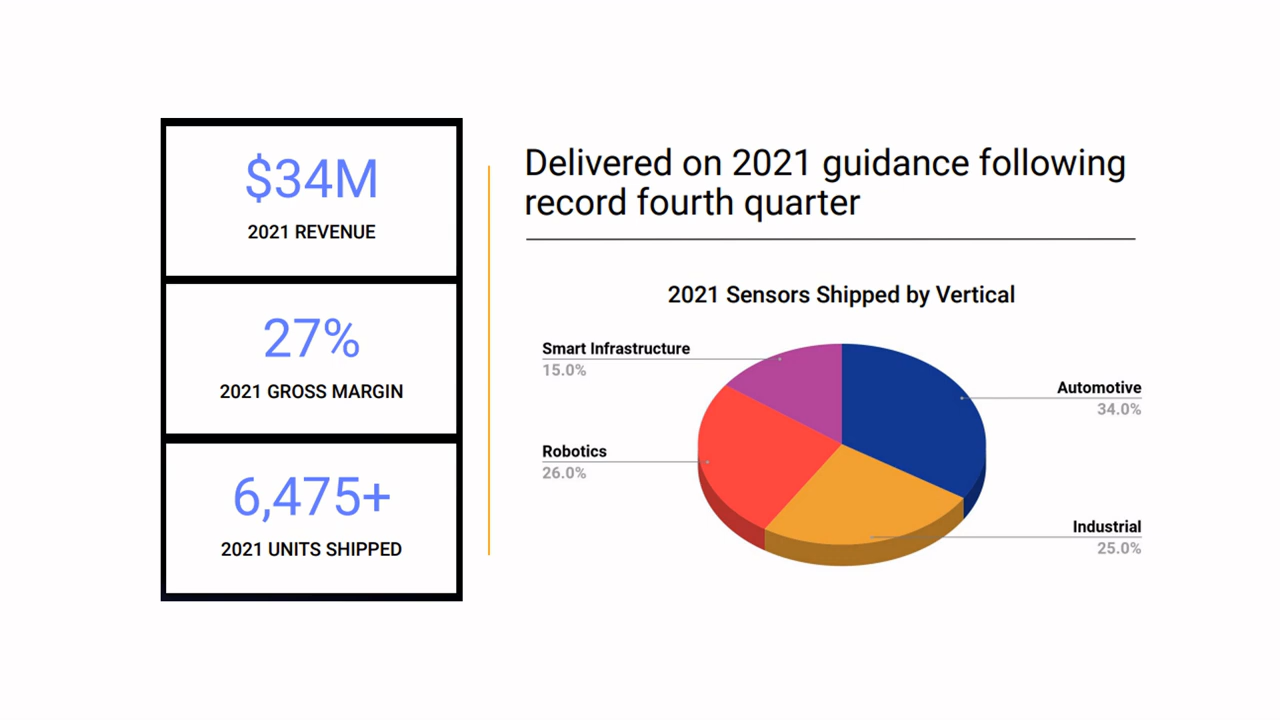 $34M
2021 REVENUE
27%
2021 GROSS MARGIN
6,475+
2021 UNITS SHIPPED
Delivered on 2021 guidance following
record fourth quarter
2021 Sensors Shipped by Vertical
Smart Infrastructure
15.0%
Automotive
34.0%
Robotics
26.0%
Industrial
25.0%